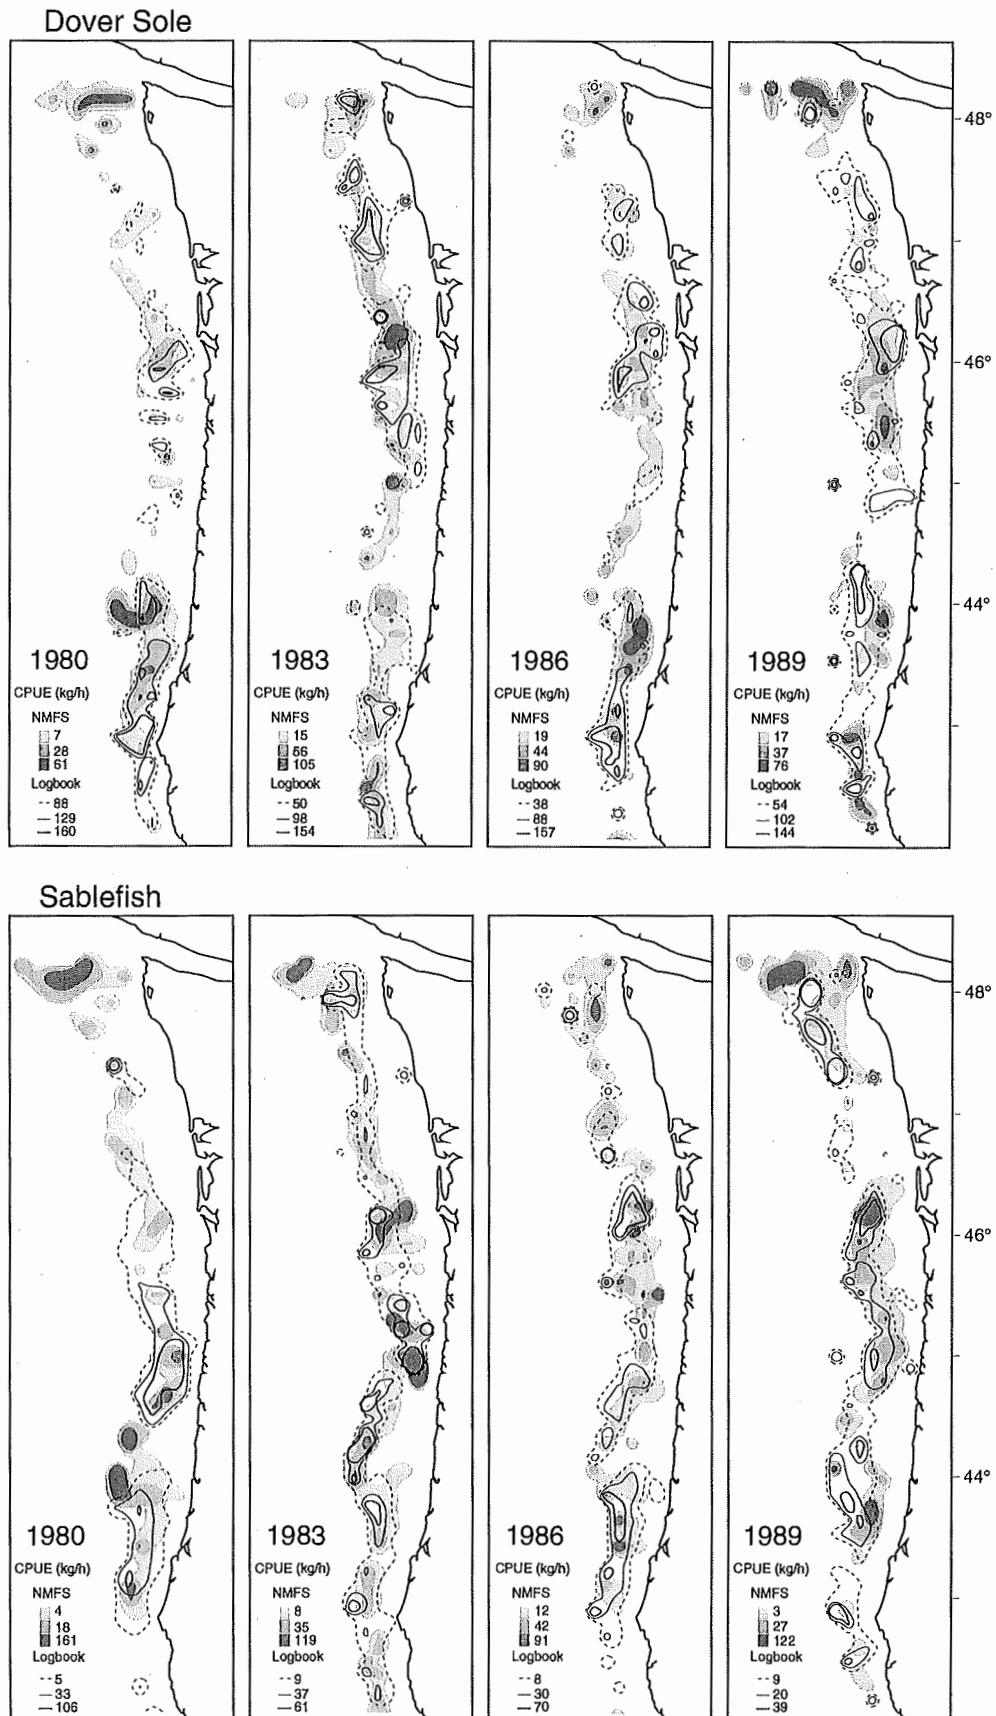 Dover Sole
48°
46°
44°
1980
CPUE (kg/h)
NMFS
7
28
61
Logbook
88
129
160
1983
CPUE (kg/h)
NMFS
15
56
105
Logbook
50
98
154
1986
CPUE (kg/h)
NMFS
19
44
90
Logbook
38
88
157
1989
CPUE (kg/h)
NMFS
17
37
76
Logbook
54
102
144
Sablefish
48°
46°
44°
1980
CPUE (kg/h)
NMFS
4
18
161
Logbook
5
33
106
1983
CPUE (kg/h)
NMFS
8
35
119
Logbook
9
37
61
1986
CPUE (kg/h)
NMFS
12
42
91
Logbook
8
30
70
1989
CPUE (kg/h)
NMFS
3
27
122
Logbook
9
20
39